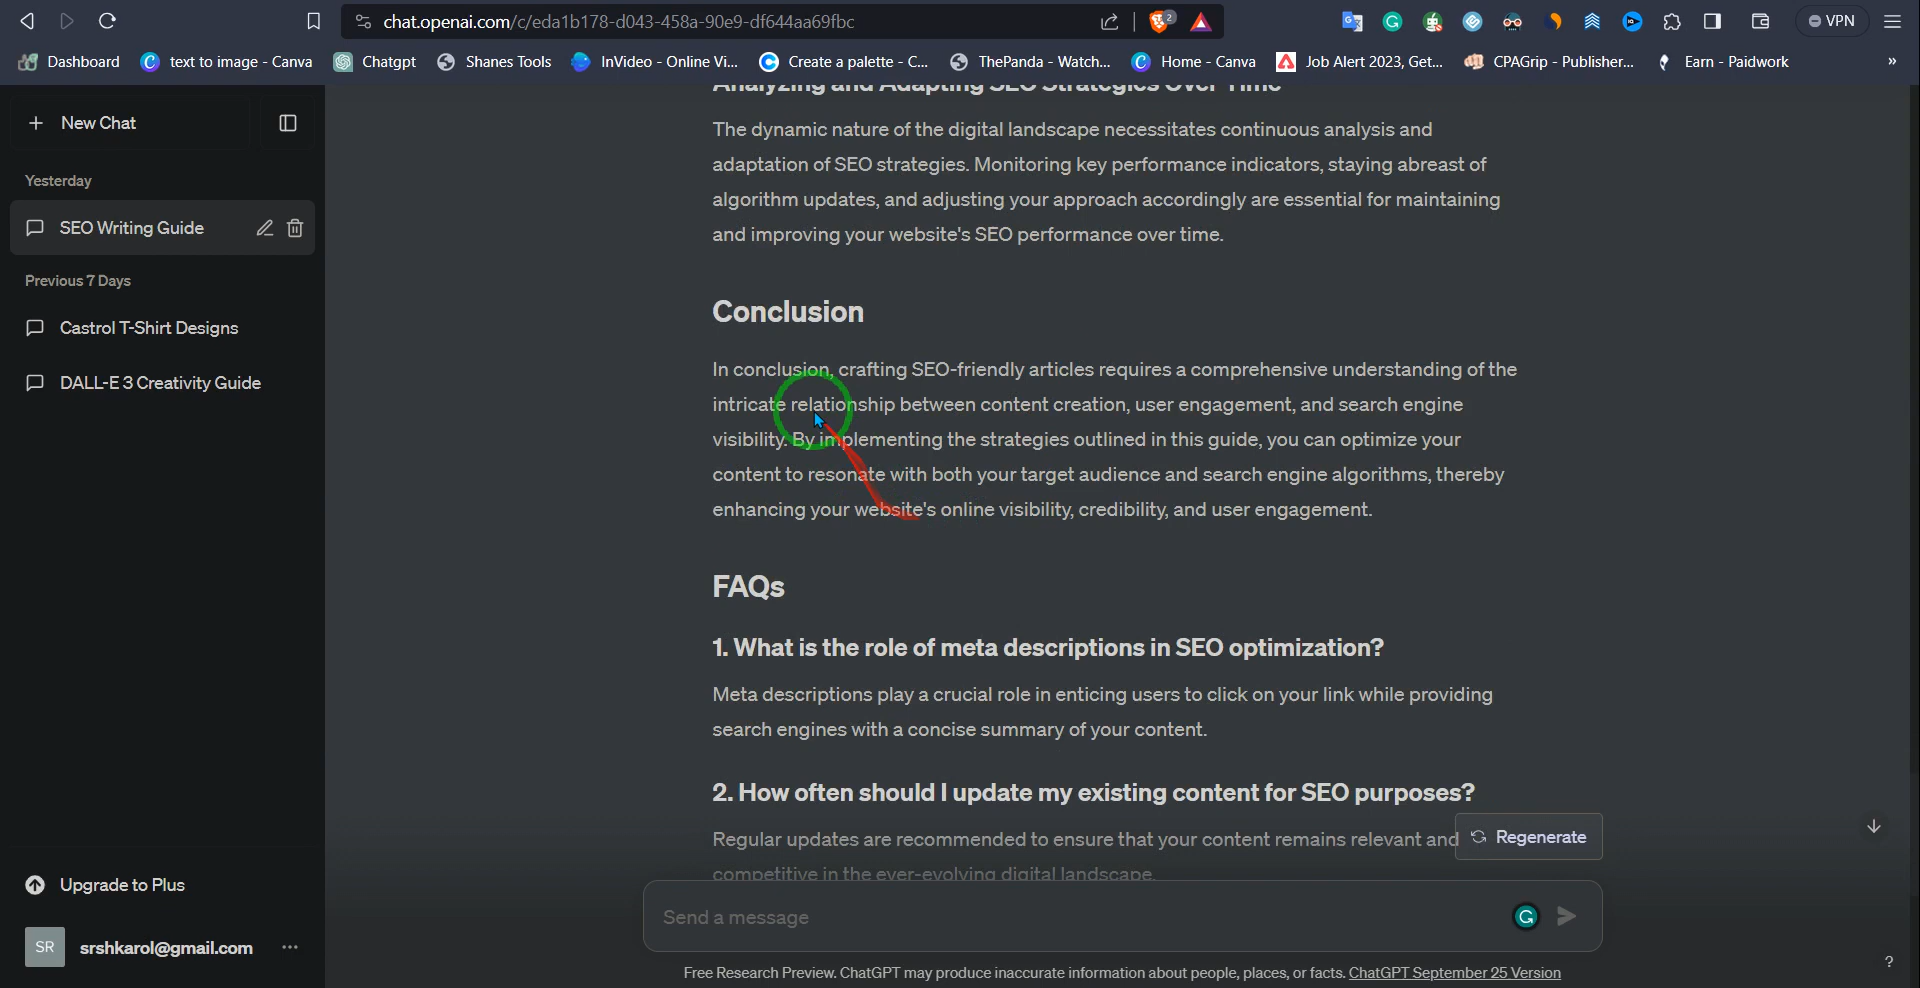 chat.openai.com/c/eda1b178-d043-458a-90e9-df644aa69fbc
2
VPN
Dashboard
text to image - Canva
Chatgpt
Shanes Tools
InVideo - Online Vi...
Create a palette - C...
ThePanda - Watch...
Home - Canva
Job Alert 2023, Get...
CPAGrip - Publisher...
Earn - Paidwork
»
New Chat
Yesterday
SEO Writing Guide
Previous 7 Days
Castrol T-Shirt Designs
DALL-E 3 Creativity Guide
Upgrade to Plus
SR
srshkarol@gmail.com
Analyzing and Adapting SEO Strategies Over Time
The dynamic nature of the digital landscape necessitates continuous analysis and
adaptation of SEO strategies. Monitoring key performance indicators, staying abreast of
algorithm updates, and adjusting your approach accordingly are essential for maintaining
and improving your website's SEO performance over time.
Conclusion
In conclusion, crafting SEO-friendly articles requires a comprehensive understanding of the
intricate relationship between content creation, user engagement, and search engine
visibility. By implementing the strategies outlined in this guide, you can optimize your
content to resonate with both your target audience and search engine algorithms, thereby
enhancing your website's online visibility, credibility, and user engagement.
FAQs
1. What is the role of meta descriptions in SEO optimization?
Meta descriptions play a crucial role in enticing users to click on your link while providing
search engines with a concise summary of your content.
2. How often should I update my existing content for SEO purposes?
Regular updates are recommended to ensure that your content remains relevant and
competitive in the ever-evolving digital landscape.
Regenerate
Send a message
Free Research Preview. ChatGPT may produce inaccurate information about people, places, or facts. ChatGPT September 25 Version
?